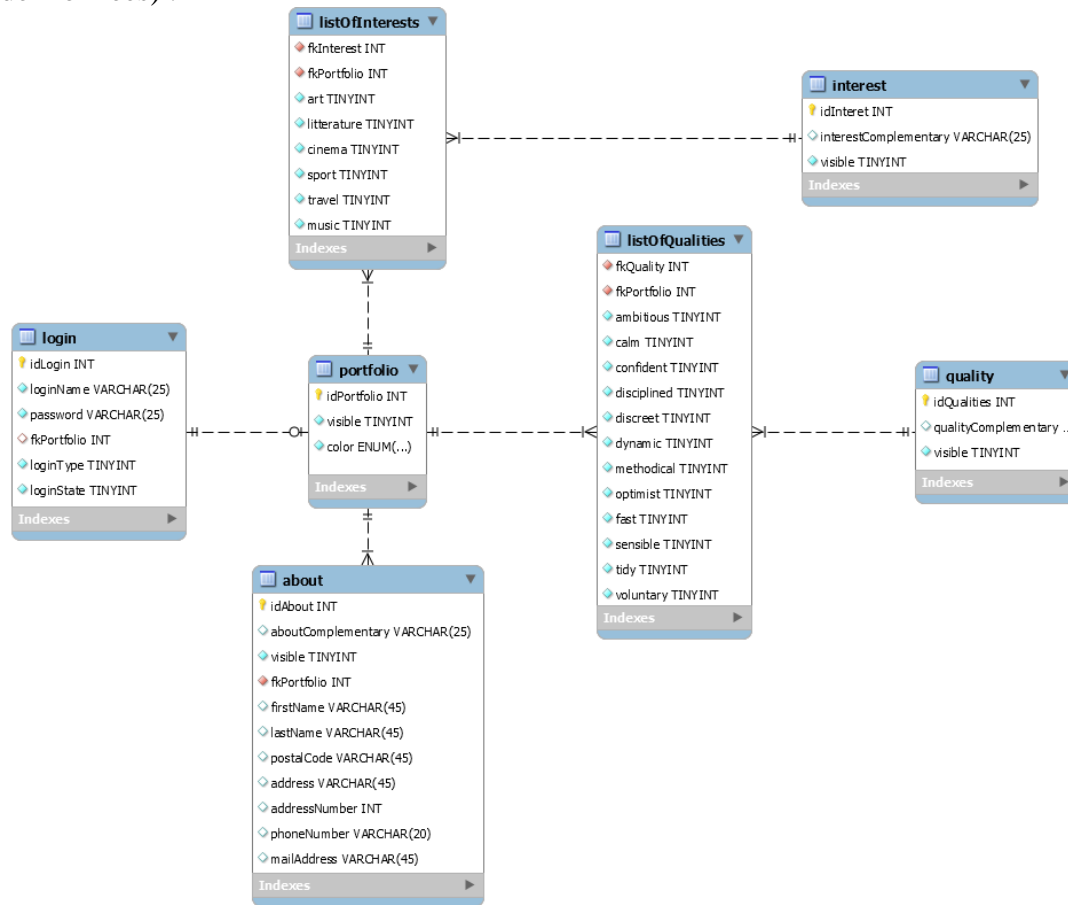 listOfInterests
fkInterest INT
fkPortfolio INT
art TINYINT
litterature TINYINT
cinema TINYINT
sport TINYINT
travel TINYINT
music TINYINT
Indexes
interest
idInteret INT
interestComplementary VARCHAR(25)
visible TINYINT
Indexes
listOfQualities
fkQuality INT
fkPortfolio INT
ambitious TINYINT
calm TINYINT
confident TINYINT
disciplined TINYINT
discreet TINYINT
dynamic TINYINT
methodical TINYINT
optimist TINYINT
fast TINYINT
sensible TINYINT
tidy TINYINT
voluntary TINYINT
Indexes
login
idLogin INT
loginName VARCHAR(25)
password VARCHAR(25)
fkPortfolio INT
loginType TINYINT
loginState TINYINT
Indexes
portfolio
idPortfolio INT
visible TINYINT
color ENUM(...)
Indexes
quality
idQualities INT
qualityComplementary ...
visible TINYINT
Indexes
about
idAbout INT
aboutComplementary VARCHAR(25)
visible TINYINT
fkPortfolio INT
firstName VARCHAR(45)
lastName VARCHAR(45)
postalCode VARCHAR(45)
address VARCHAR(45)
addressNumber INT
phoneNumber VARCHAR(20)
mailAddress VARCHAR(45)
Indexes